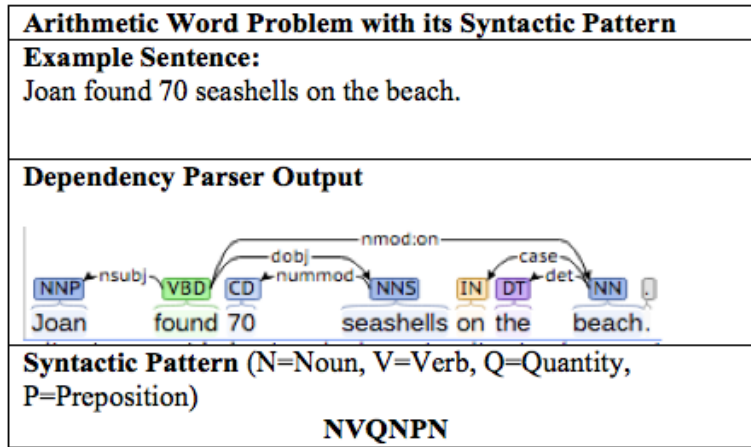 Arithmetic Word Problem with its Syntactic Pattern
Example Sentence:
Joan found 70 seashells on the beach.
Dependency Parser Output
nmod:on
dobj case
nsubj nummod det
NNP VBD CD NNS IN DT NN .
Joan found 70 seashells on the beach.
Syntactic Pattern (N=Noun, V=Verb, Q=Quantity,
P=Preposition)
NVQNPN